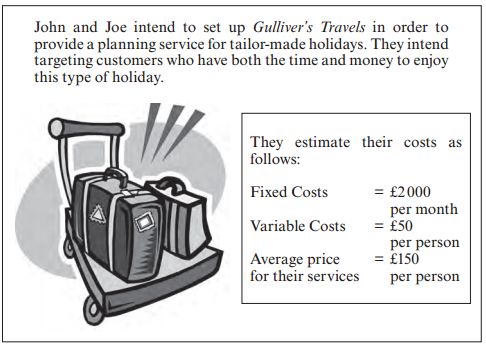 John and Joe intend to set up Gulliver's Travels in order to
provide a planning service for tailor-made holidays. They intend
targeting customers who have both the time and money to enjoy
this type of holiday.
They estimate their costs as
follows:
Fixed Costs = £2000
per month
Variable Costs = £50
per person
Average price = £150
for their services per person